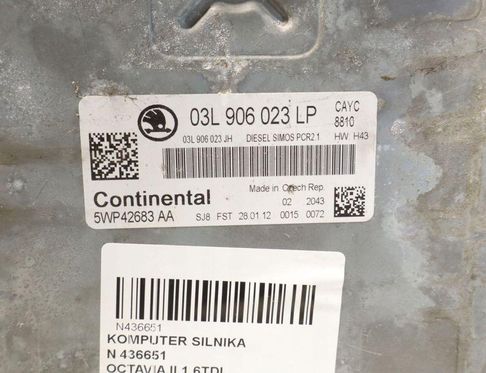 03L 906 023 LP
CAYC
8810
03L 906 023 JH DIESEL SIMOS PCR2.1 HW H43
Continental
Made in Czech Rep.
02 2043
5WP42683 AA SJ8 FST 28.01.12 0015 0072
N436651
KOMPUTER SILNIKA
N 436651
OCTAVIA II 1.6TDI